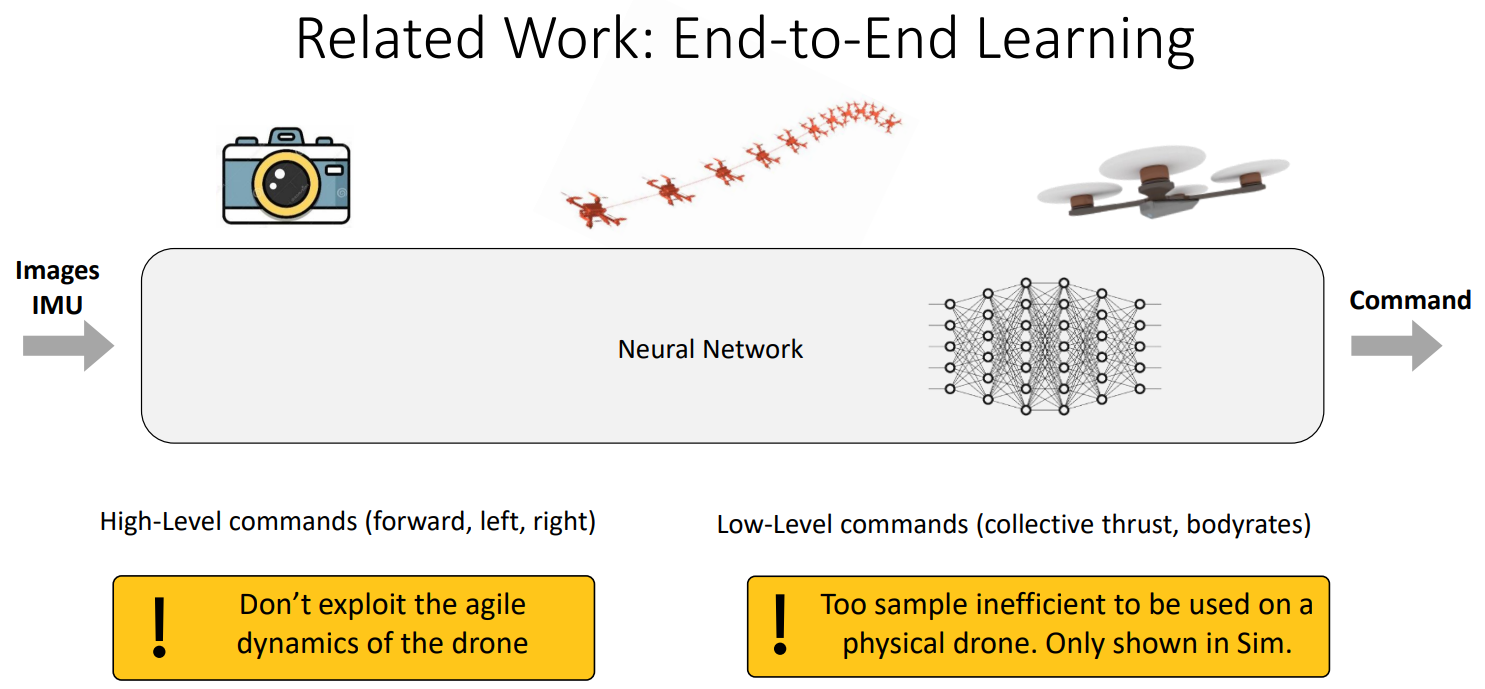 Related Work: End-to-End Learning
Images
IMU
Neural Network
Command
High-Level commands (forward, left, right)
Low-Level commands (collective thrust, bodyrates)
! Don’t exploit the agile
dynamics of the drone
! Too sample inefficient to be used on a
physical drone. Only shown in Sim.